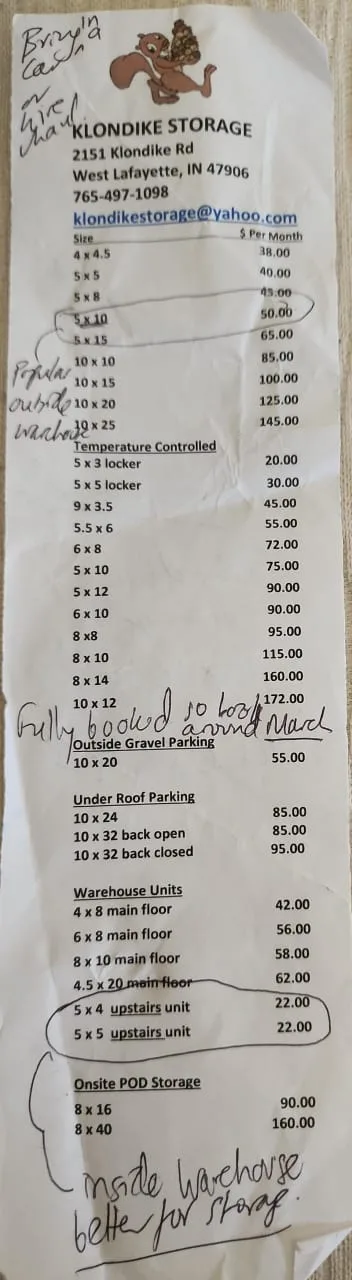 Bring in a
car
or
hire
haul.
KLONDIKE STORAGE
2151 Klondike Rd
West Lafayette, IN 47906
765-497-1098
klondikestorage@yahoo.com
Size $ Per Month
4 x 4.5 38.00
5 x 5 40.00
5 x 8 45.00
5 x 10 50.00
5 x 15 65.00
10 x 10 85.00
10 x 15 100.00
10 x 20 125.00
10 x 25 145.00
Popular
outside
warehouse
Temperature Controlled
5 x 3 locker 20.00
5 x 5 locker 30.00
9 x 3.5 45.00
5.5 x 6 55.00
6 x 8 72.00
5 x 10 75.00
5 x 12 90.00
6 x 10 90.00
8 x8 95.00
8 x 10 115.00
8 x 14 160.00
10 x 12 172.00
Fully booked so book
around March
Outside Gravel Parking
10 x 20 55.00
Under Roof Parking
10 x 24 85.00
10 x 32 back open 85.00
10 x 32 back closed 95.00
Warehouse Units
4 x 8 main floor 42.00
6 x 8 main floor 56.00
8 x 10 main floor 58.00
4.5 x 20 main floor 62.00
5 x 4 upstairs unit 22.00
5 x 5 upstairs unit 22.00
Onsite POD Storage
8 x 16 90.00
8 x 40 160.00
inside warehouse
better for storage.